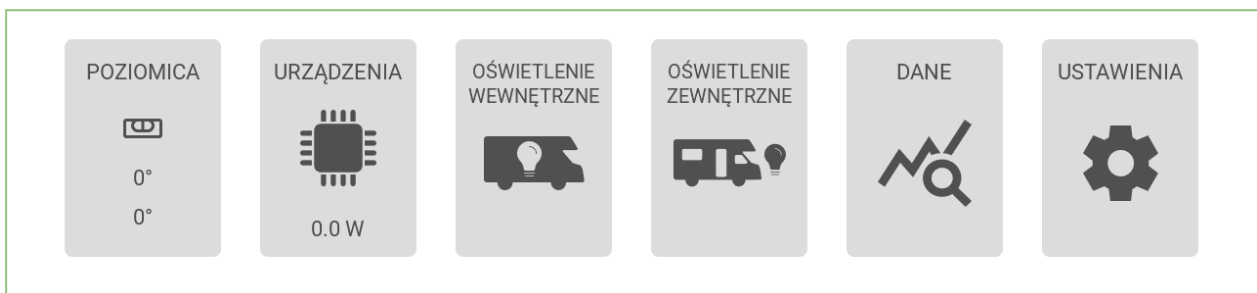 POZIOMICA
0°
0°
URZĄDZENIA
0.0 W
OŚWIETLENIE
WEWNĘTRZNE
OŚWIETLENIE
ZEWNĘTRZNE
DANE
USTAWIENIA